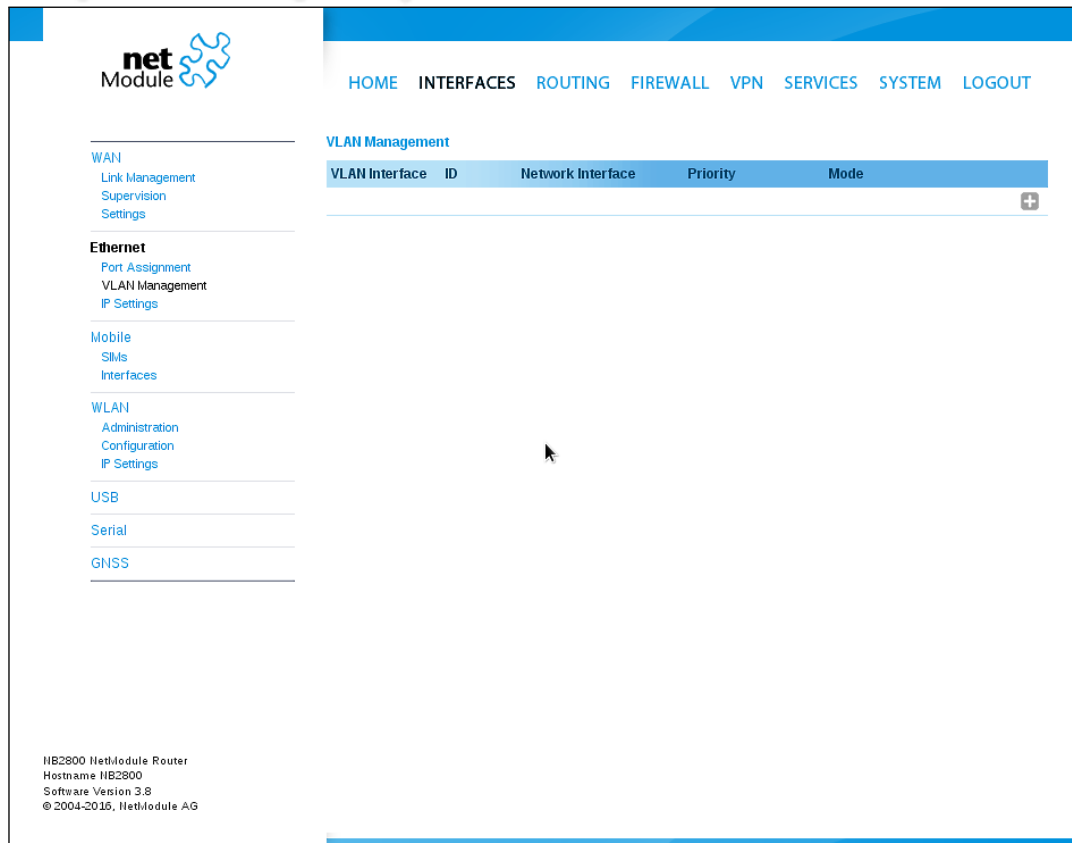 net
Module
HOME INTERFACES ROUTING FIREWALL VPN SERVICES SYSTEM LOGOUT
WAN
Link Management
Supervision
Settings
Ethernet
Port Assignment
VLAN Management
IP Settings
Mobile
SIMs
Interfaces
WLAN
Administration
Configuration
IP Settings
USB
Serial
GNSS
VLAN Management
VLAN Interface ID Network Interface Priority Mode
NB2800 NetModule Router
Hostname NB2800
Software Version 3.8
© 2004-2016, NetModule AG